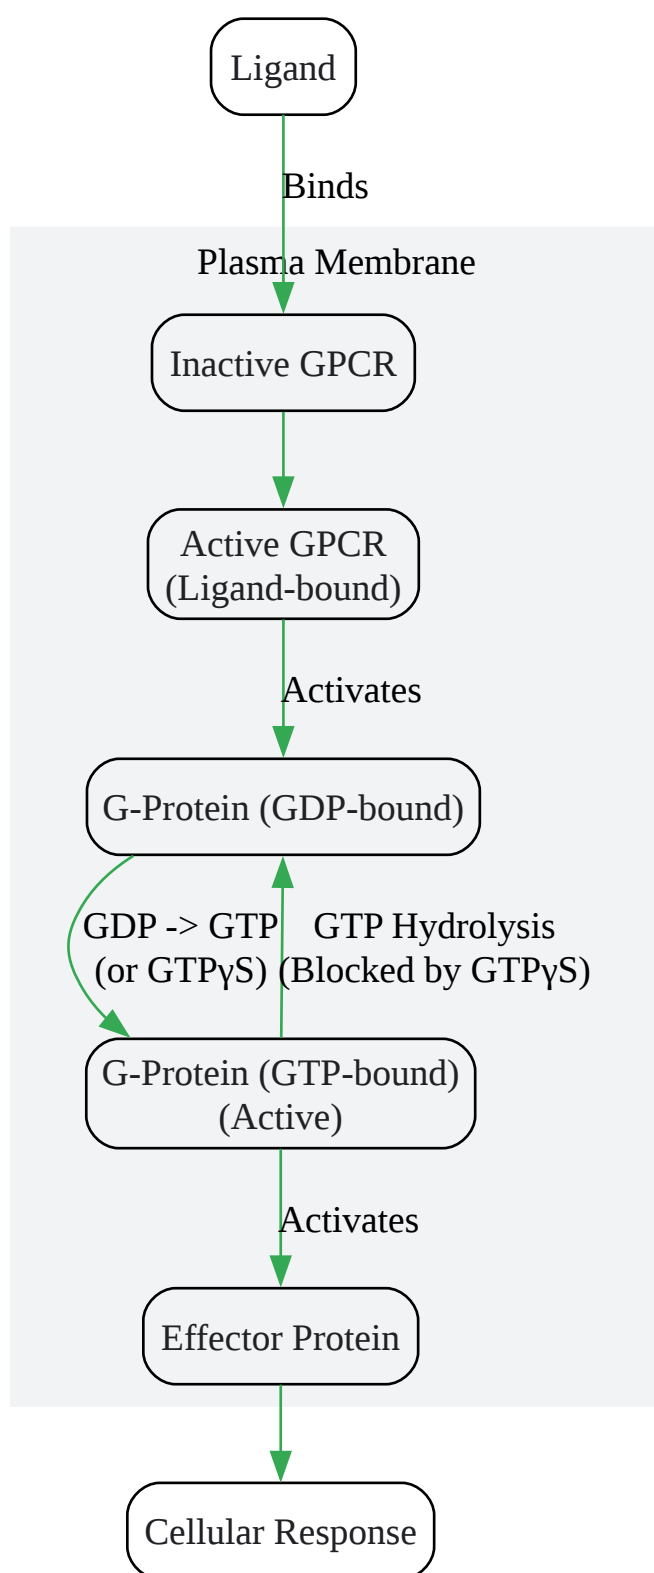 Ligand
Binds
Plasma Membrane
Inactive GPCR
Active GPCR
(Ligand-bound)
Activates
G-Protein (GDP-bound)
GDP -> GTP
(or GTPγS)
GTP Hydrolysis
(Blocked by GTPγS)
G-Protein (GTP-bound)
(Active)
Activates
Effector Protein
Cellular Response